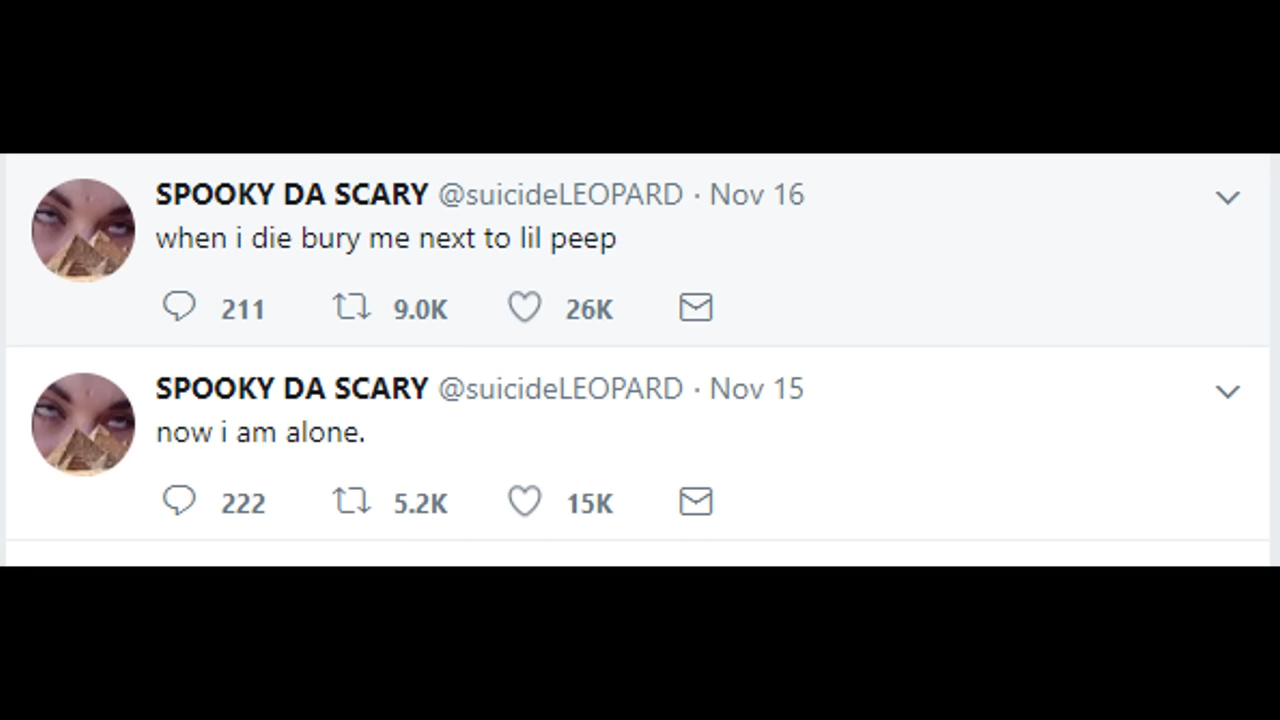 SPOOKY DA SCARY @suicideLEOPARD · Nov 16
when i die bury me next to lil peep
211 9.0K 26K
SPOOKY DA SCARY @suicideLEOPARD · Nov 15
now i am alone.
222 5.2K 15K